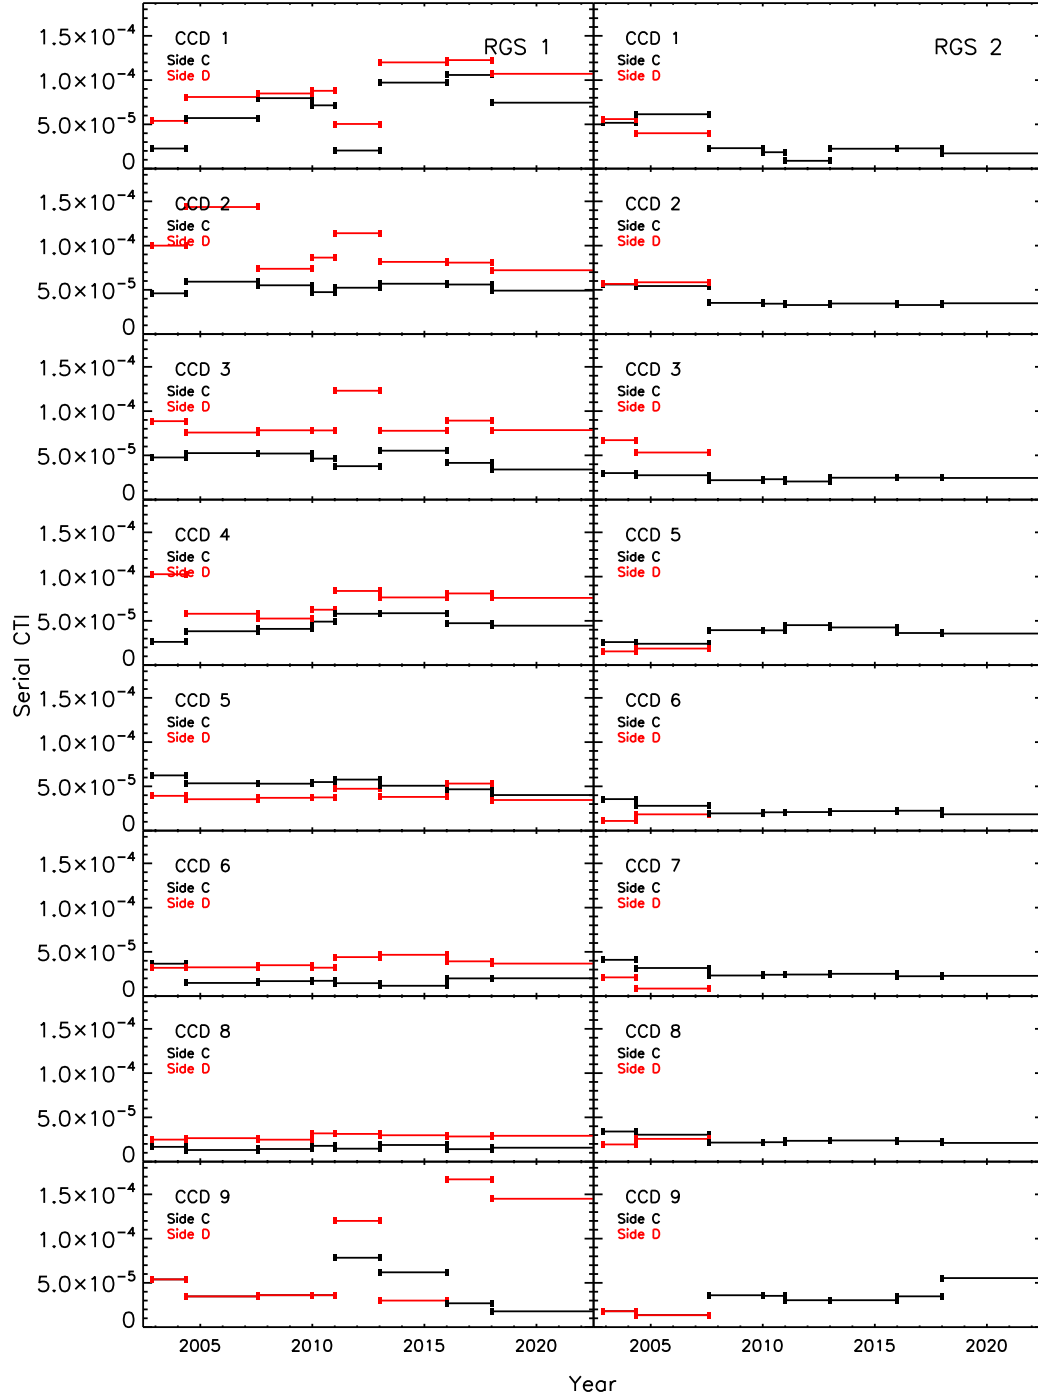 RGS 1
RGS 2
CCD 1
Side C
Side D
1.5×10⁻⁴
1.0×10⁻⁴
5.0×10⁻⁵
0
CCD 1
Side C
Side D
CCD 2
Side C
Side D
1.5×10⁻⁴
1.0×10⁻⁴
5.0×10⁻⁵
0
CCD 2
Side C
Side D
CCD 3
Side C
Side D
1.5×10⁻⁴
1.0×10⁻⁴
5.0×10⁻⁵
0
CCD 3
Side C
Side D
CCD 4
Side C
Side D
1.5×10⁻⁴
1.0×10⁻⁴
5.0×10⁻⁵
0
CCD 5
Side C
Side D
Serial CTI
CCD 5
Side C
Side D
1.5×10⁻⁴
1.0×10⁻⁴
5.0×10⁻⁵
0
CCD 6
Side C
Side D
CCD 6
Side C
Side D
1.5×10⁻⁴
1.0×10⁻⁴
5.0×10⁻⁵
0
CCD 7
Side C
Side D
CCD 8
Side C
Side D
1.5×10⁻⁴
1.0×10⁻⁴
5.0×10⁻⁵
0
CCD 8
Side C
Side D
CCD 9
Side C
Side D
1.5×10⁻⁴
1.0×10⁻⁴
5.0×10⁻⁵
0
CCD 9
Side C
Side D
2005 2010 2015 2020 2005 2010 2015 2020
Year